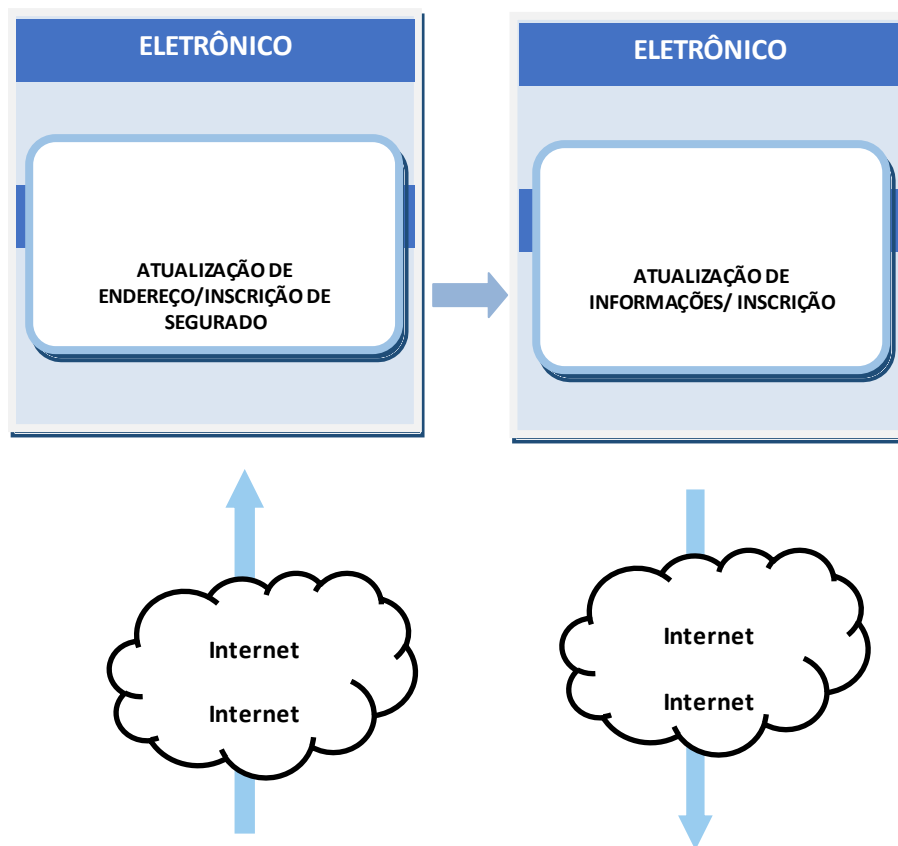 ELETRÔNICO
ATUALIZAÇÃO DE
ENDEREÇO/INSCRIÇÃO DE
SEGURADO
ELETRÔNICO
ATUALIZAÇÃO DE
INFORMAÇÕES/ INSCRIÇÃO
Internet
Internet
Internet
Internet